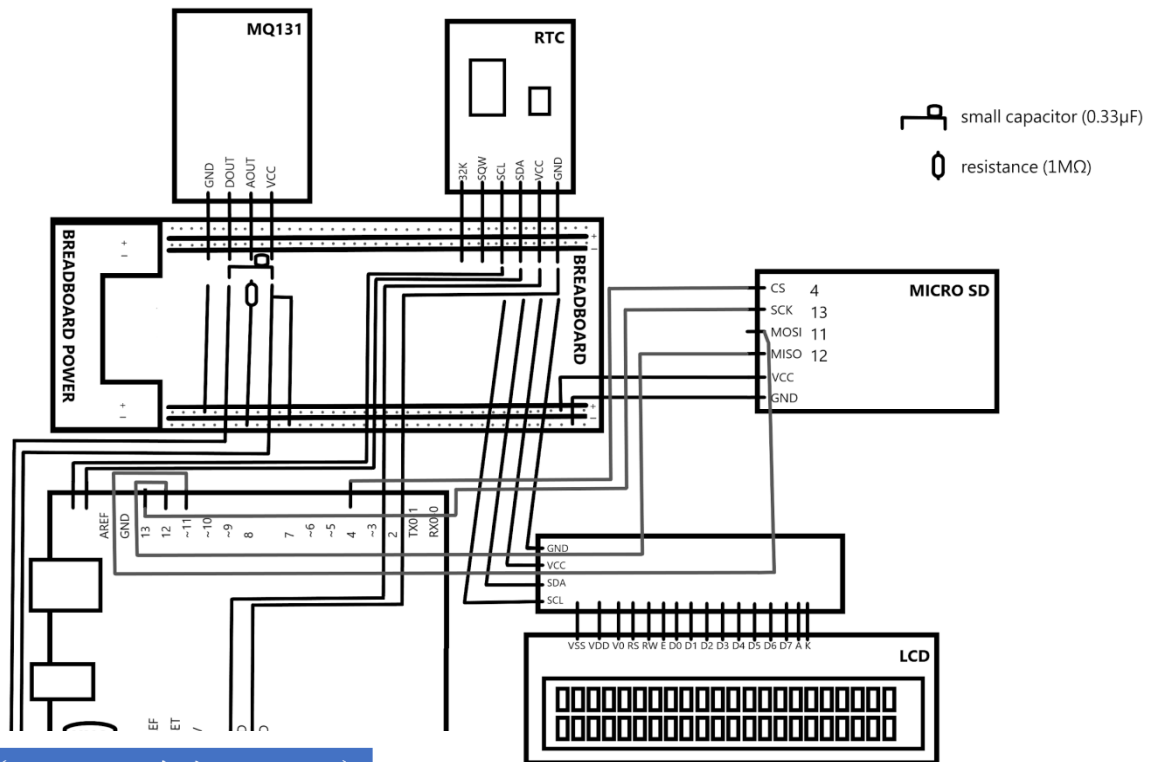 MQ131
GND
DOUT
AOUT
VCC
RTC
32K
SQW
SCL
SDA
VCC
GND
small capacitor (0.33µF)
resistance (1MΩ)
BREADBOARD POWER
+
−
+
−
BREADBOARD
+
−
+
−
MICRO SD
CS 4
SCK 13
MOSI 11
MISO 12
VCC
GND
AREF
GND
13
12
~11
~10
~9
8
7
~6
~5
4
~3
2
TX0
RX0
GND
VCC
SDA
SCL
VSS VDD V0 RS RW E D0 D1 D2 D3 D4 D5 D6 D7 A K
LCD